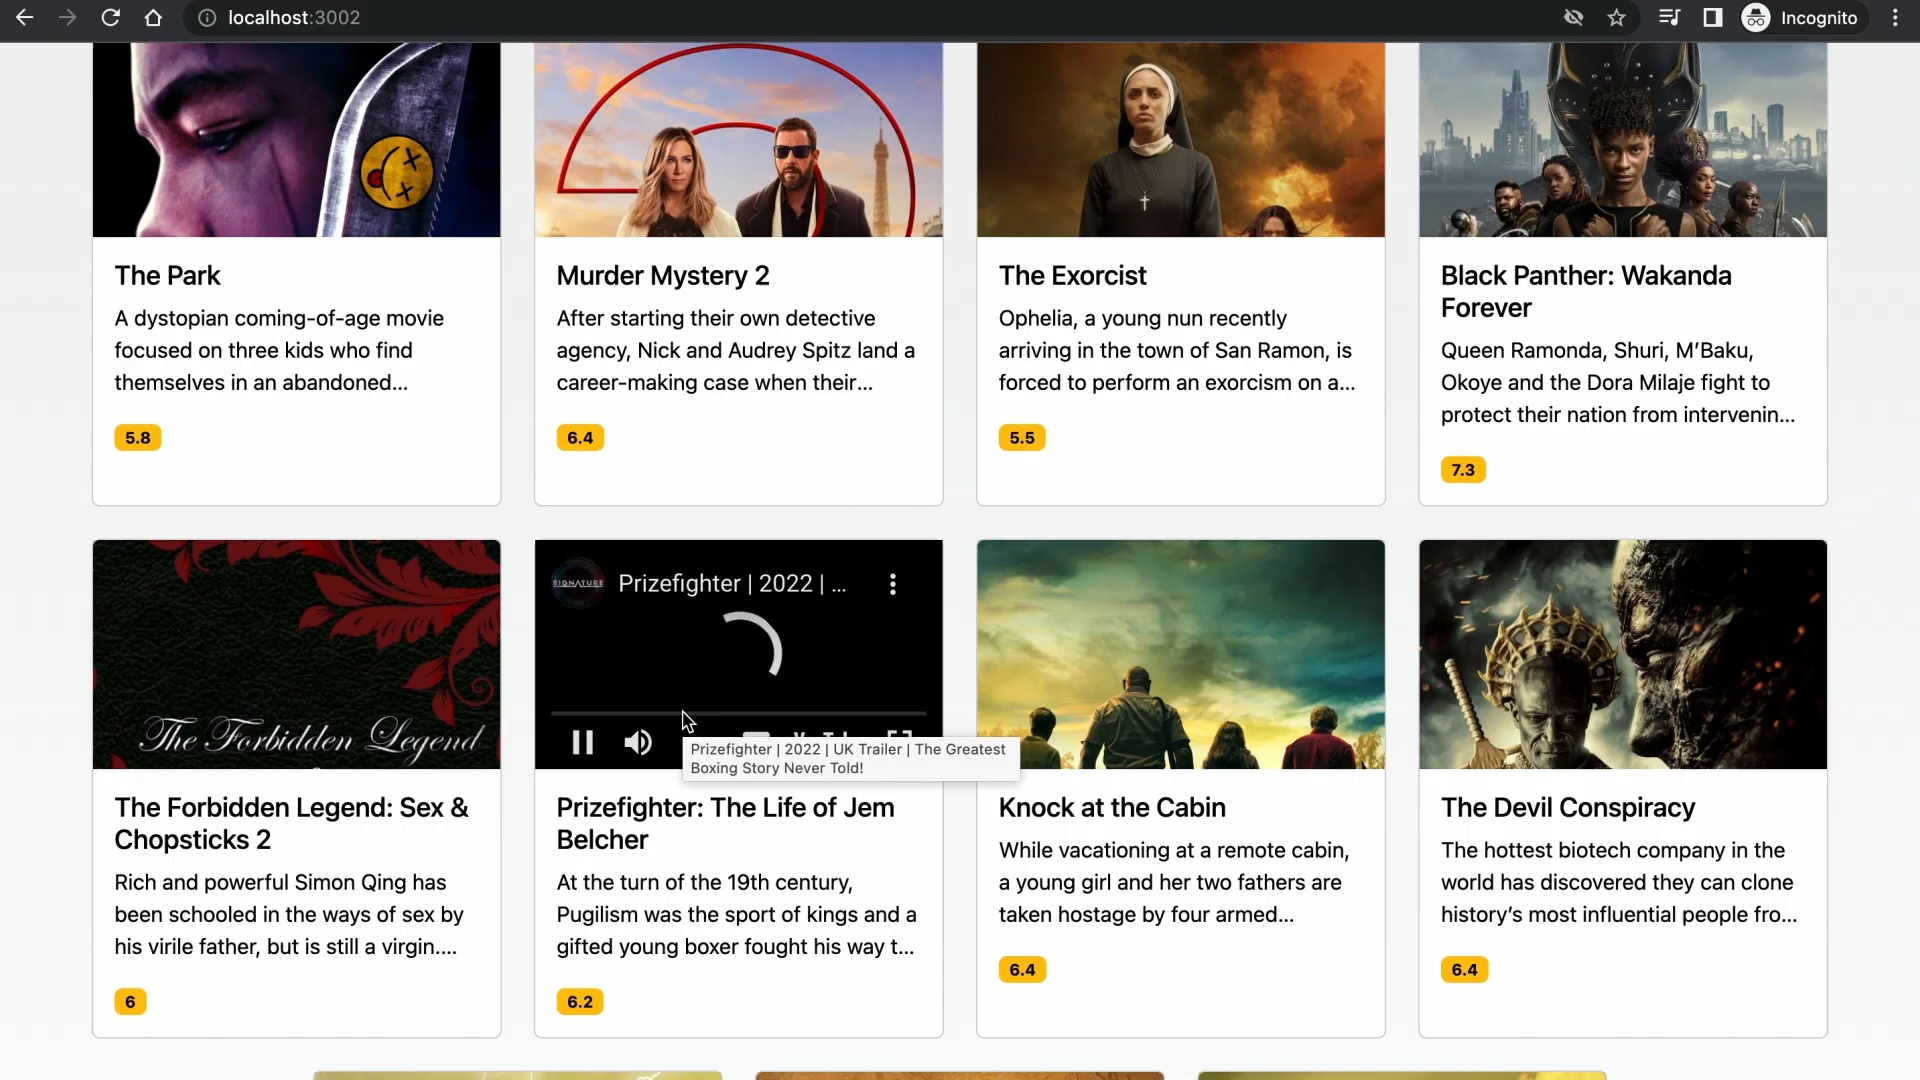 localhost:3002
Incognito
The Park
A dystopian coming-of-age movie
focused on three kids who find
themselves in an abandoned...
5.8
Murder Mystery 2
After starting their own detective
agency, Nick and Audrey Spitz land a
career-making case when their...
6.4
The Exorcist
Ophelia, a young nun recently
arriving in the town of San Ramon, is
forced to perform an exorcism on a...
5.5
Black Panther: Wakanda
Forever
Queen Ramonda, Shuri, M’Baku,
Okoye and the Dora Milaje fight to
protect their nation from intervenin...
7.3
The Forbidden Legend
The Forbidden Legend: Sex &
Chopsticks 2
Rich and powerful Simon Qing has
been schooled in the ways of sex by
his virile father, but is still a virgin....
6
SIGNATURE
Prizefighter | 2022 | ...
Prizefighter | 2022 | UK Trailer | The Greatest
Boxing Story Never Told!
Prizefighter: The Life of Jem
Belcher
At the turn of the 19th century,
Pugilism was the sport of kings and a
gifted young boxer fought his way t...
6.2
Knock at the Cabin
While vacationing at a remote cabin,
a young girl and her two fathers are
taken hostage by four armed...
6.4
The Devil Conspiracy
The hottest biotech company in the
world has discovered they can clone
history’s most influential people fro...
6.4